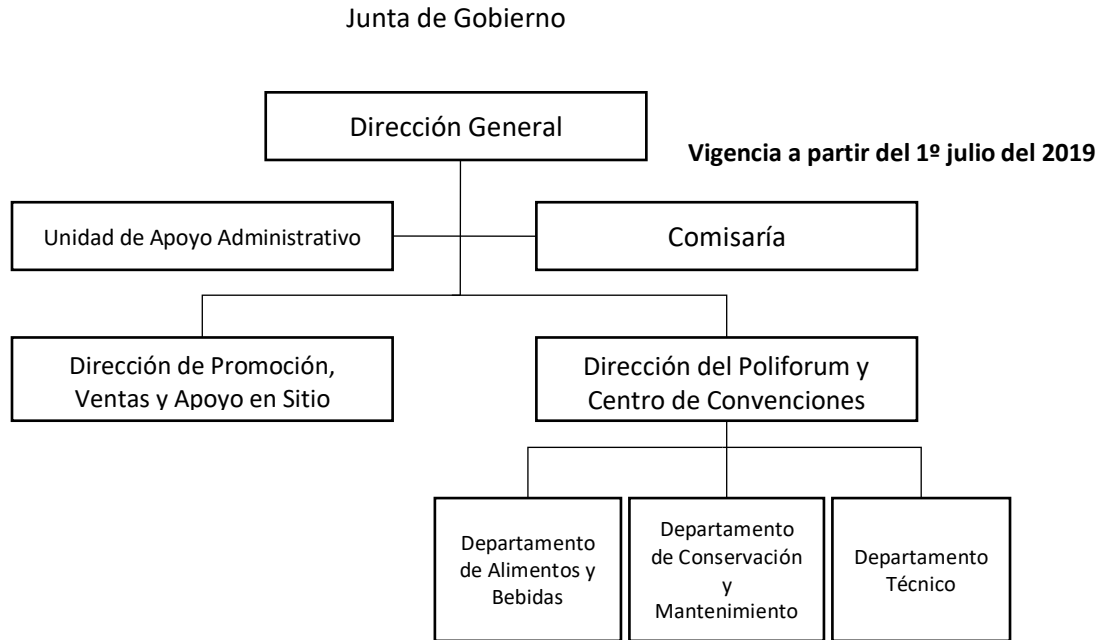 Junta de Gobierno
Dirección General
Vigencia a partir del 1º julio del 2019
Unidad de Apoyo Administrativo
Comisaría
Dirección de Promoción,
Ventas y Apoyo en Sitio
Dirección del Poliforum y
Centro de Convenciones
Departamento
de Alimentos y
Bebidas
Departamento
de Conservación
y
Mantenimiento
Departamento
Técnico